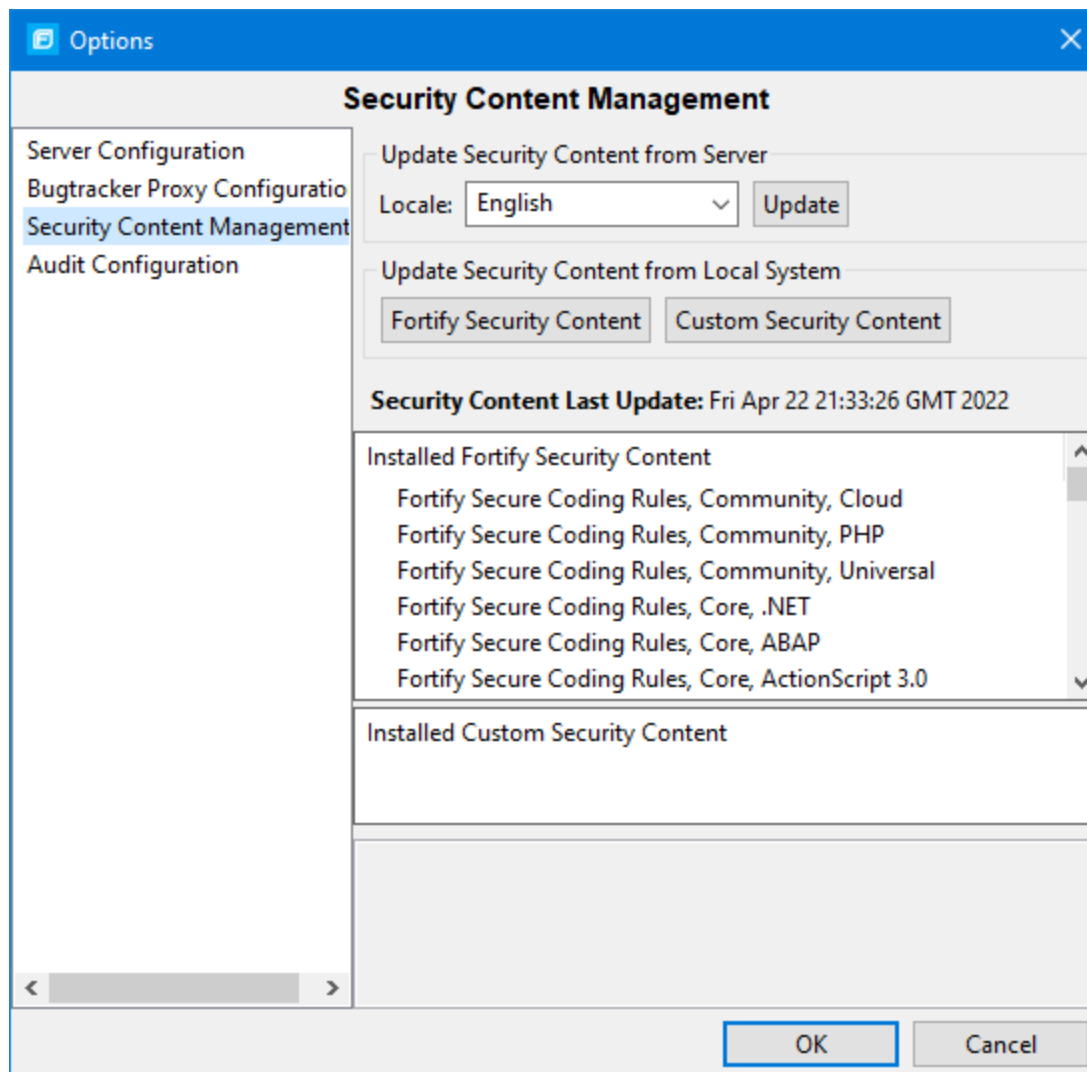 Options
Security Content Management
Server Configuration
Bugtracker Proxy Configuratio
Security Content Management
Audit Configuration
Update Security Content from Server
Locale: English Update
Update Security Content from Local System
Fortify Security Content Custom Security Content
Security Content Last Update: Fri Apr 22 21:33:26 GMT 2022
Installed Fortify Security Content
Fortify Secure Coding Rules, Community, Cloud
Fortify Secure Coding Rules, Community, PHP
Fortify Secure Coding Rules, Community, Universal
Fortify Secure Coding Rules, Core, .NET
Fortify Secure Coding Rules, Core, ABAP
Fortify Secure Coding Rules, Core, ActionScript 3.0
Installed Custom Security Content
OK Cancel